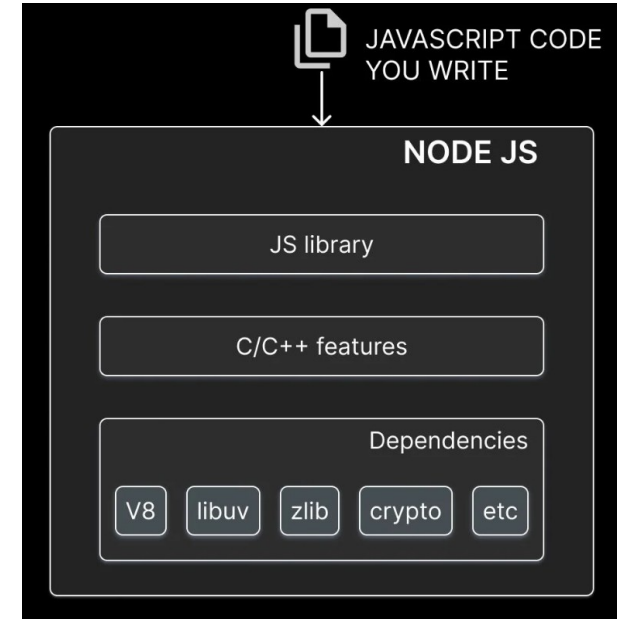 JAVASCRIPT CODE
YOU WRITE
NODE JS
JS library
C/C++ features
Dependencies
V8 libuv zlib crypto etc